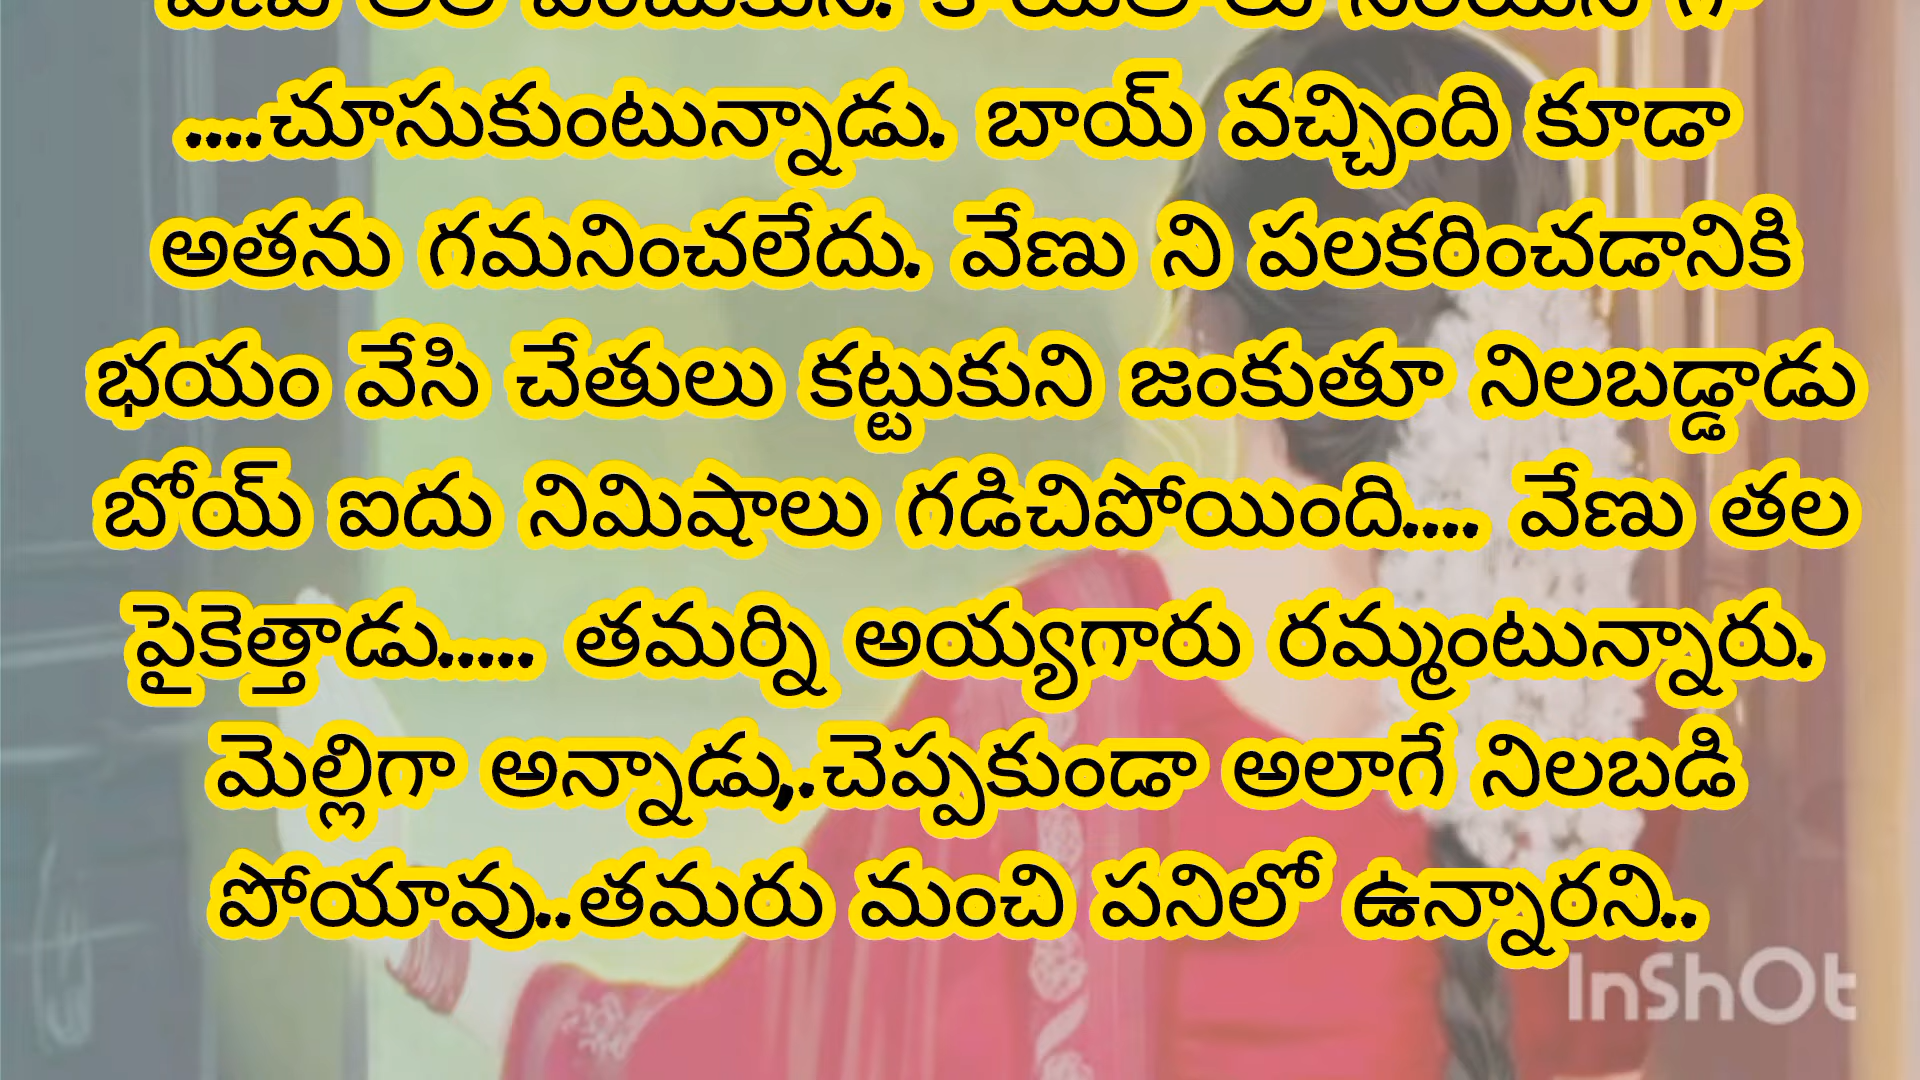 ....చూసుకుంటున్నాడు. బాయ్ వచ్చింది కూడా
అతను గమనించలేదు. వేణు ని పలకరించడానికి
భయం వేసి చేతులు కట్టుకుని జంకుతూ నిలబడ్డాడు
బోయ్ ఐదు నిమిషాలు గడిచిపోయింది.... వేణు తల
పైకెత్తాడు..... తమర్ని అయ్యగారు రమ్మంటున్నారు.
మెల్లిగా అన్నాడు,.చెప్పకుండా అలాగే నిలబడి
పోయావు..తమరు మంచి పనిలో ఉన్నారని..
InShOt